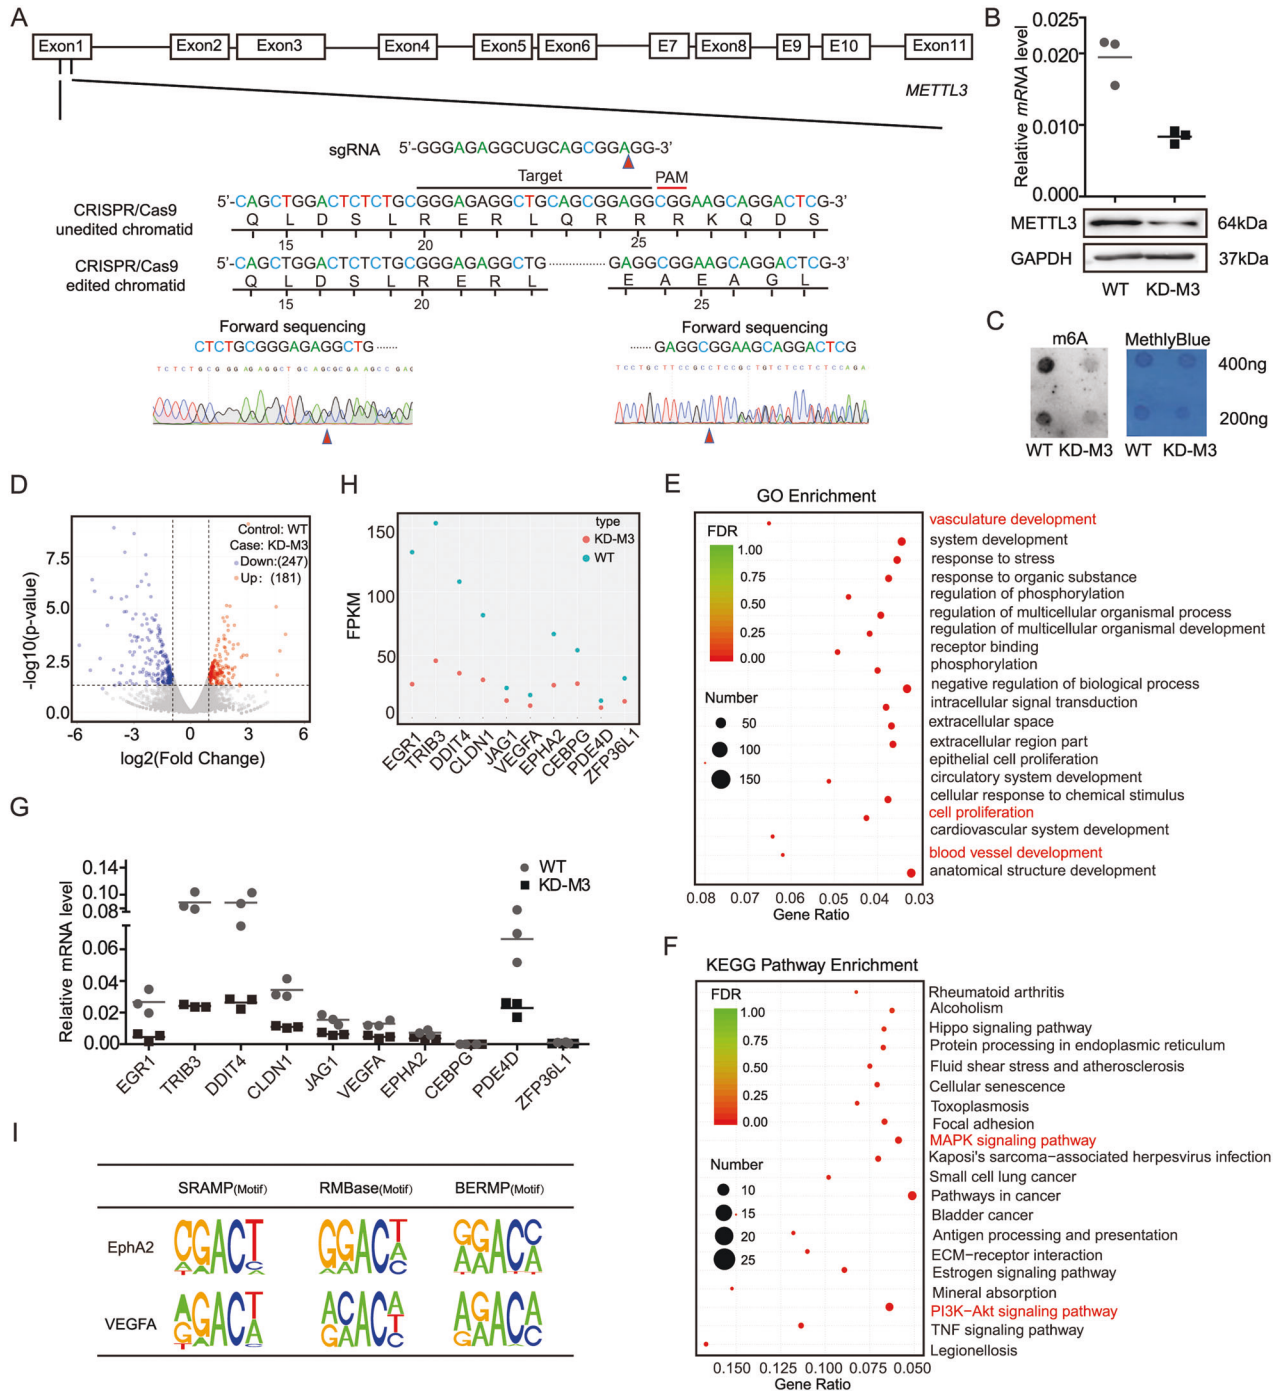 A
Exon1 Exon2 Exon3 Exon4 Exon5 Exon6 E7 Exon8 E9 E10 Exon11
METTL3
sgRNA 5'-GGGAGAGGCUGCAGCGGAGG-3'
Target PAM
CRISPR/Cas9
unedited chromatid
5'-CAGCTGGACTCTCTGCGGGAGAGGCTGCAGCGGAGGCGGAAGCAGGACTCG-3'
Q L D S L R E R L Q R R R K Q D S
15 20 25
CRISPR/Cas9
edited chromatid
5'-CAGCTGGACTCTCTGCGGGAGAGGCTG ············ GAGGCGGAAGCAGGACTCG-3'
Q L D S L R E R L E A E A G L
15 20 25
Forward sequencing
CTCTGCGGGAGAGGCTG ······
Forward sequencing
······ GAGGCGGAAGCAGGACTCG
B
Relative mRNA level
0.025
0.020
0.010
0.000
METTL3 64kDa
GAPDH 37kDa
WT KD-M3
C
m6A MethlyBlue
400ng
200ng
WT KD-M3 WT KD-M3
D
Control: WT
Case: KD-M3
Down:(247)
Up: (181)
-log10(p-value)
7.5
5.0
2.5
0.0
-6 -3 0 3 6
log2(Fold Change)
H
type
KD-M3
WT
FPKM
150
100
50
0
EGR1 TRIB3 DDIT4 CLDN1 JAG1 VEGFA EPHA2 CEBPG PDE4D ZFP36L1
E
GO Enrichment
FDR
1.00
0.75
0.50
0.25
0.00
Number
50
100
150
vasculature development
system development
response to stress
response to organic substance
regulation of phosphorylation
regulation of multicellular organismal process
regulation of multicellular organismal development
receptor binding
phosphorylation
negative regulation of biological process
intracellular signal transduction
extracellular space
extracellular region part
epithelial cell proliferation
circulatory system development
cellular response to chemical stimulus
cell proliferation
cardiovascular system development
blood vessel development
anatomical structure development
0.08 0.07 0.06 0.05 0.04 0.03
Gene Ratio
G
WT
KD-M3
Relative mRNA level
0.14
0.10
0.08
0.06
0.04
0.02
0.00
EGR1 TRIB3 DDIT4 CLDN1 JAG1 VEGFA EPHA2 CEBPG PDE4D ZFP36L1
F
KEGG Pathway Enrichment
FDR
1.00
0.75
0.50
0.25
0.00
Number
10
15
20
25
Rheumatoid arthritis
Alcoholism
Hippo signaling pathway
Protein processing in endoplasmic reticulum
Fluid shear stress and atherosclerosis
Cellular senescence
Toxoplasmosis
Focal adhesion
MAPK signaling pathway
Kaposi's sarcoma−associated herpesvirus infection
Small cell lung cancer
Pathways in cancer
Bladder cancer
Antigen processing and presentation
ECM−receptor interaction
Estrogen signaling pathway
Mineral absorption
PI3K−Akt signaling pathway
TNF signaling pathway
Legionellosis
0.150 0.125 0.100 0.075 0.050
Gene Ratio
I
SRAMP(Motif) RMBase(Motif) BERMP(Motif)
EphA2
VEGFA